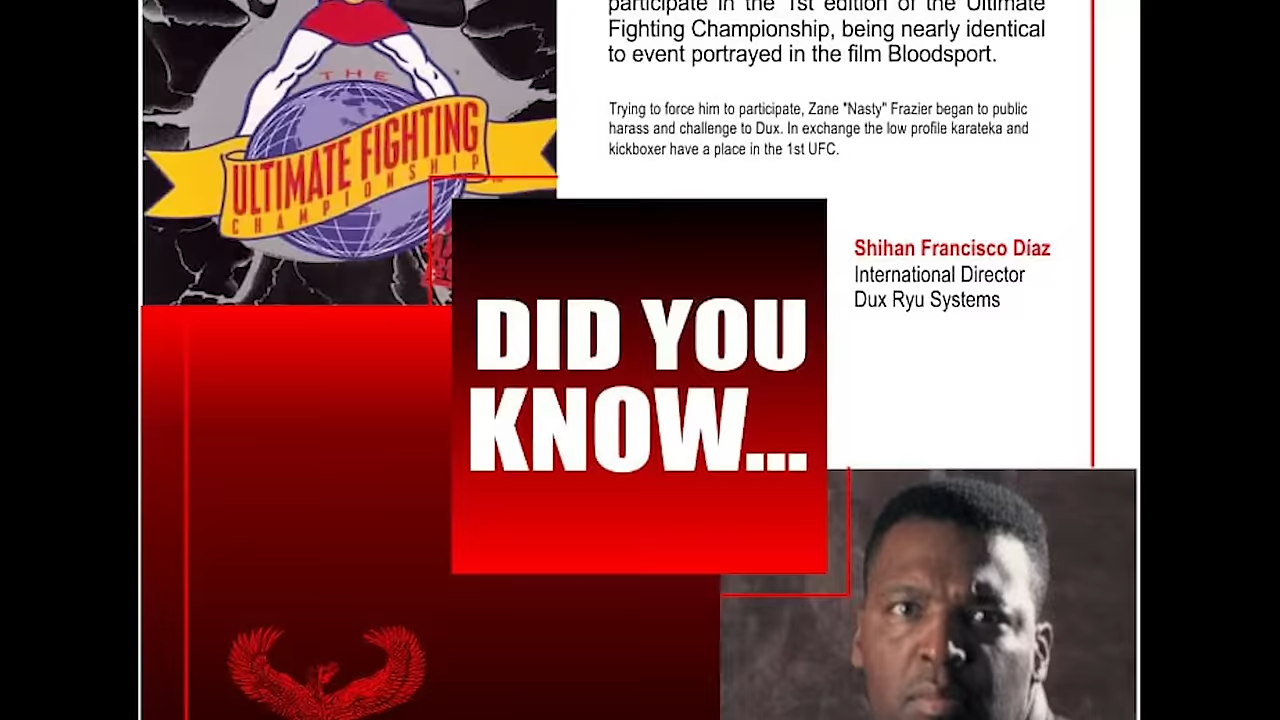 participate in the 1st edition of the Ultimate
Fighting Championship, being nearly identical
to event portrayed in the film Bloodsport.
Trying to force him to participate, Zane "Nasty" Frazier began to public
harass and challenge to Dux. In exchange the low profile karateka and
kickboxer have a place in the 1st UFC.
THE
ULTIMATE FIGHTING
CHAMPIONSHIP
Shihan Francisco Díaz
International Director
Dux Ryu Systems
DID YOU
KNOW...